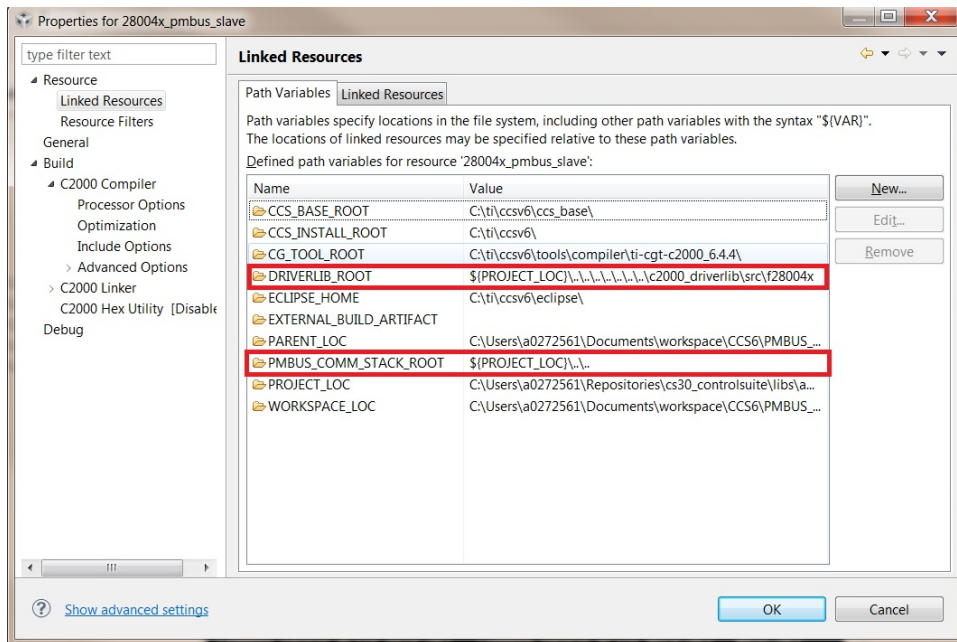 Properties for 28004x_pmbus_slave
type filter text
Resource
Linked Resources
Resource Filters
General
Build
C2000 Compiler
Processor Options
Optimization
Include Options
Advanced Options
C2000 Linker
C2000 Hex Utility [Disable
Debug
Linked Resources
Path Variables Linked Resources
Path variables specify locations in the file system, including other path variables with the syntax "${VAR}".
The locations of linked resources may be specified relative to these path variables.
Defined path variables for resource '28004x_pmbus_slave':
Name Value
CCS_BASE_ROOT C:\ti\ccsv6\ccs_base\
CCS_INSTALL_ROOT C:\ti\ccsv6\
CG_TOOL_ROOT C:\ti\ccsv6\tools\compiler\ti-cgt-c2000_6.4.4\
DRIVERLIB_ROOT ${PROJECT_LOC}\..\..\..\..\..\..\..\c2000_driverlib\src\f28004x
ECLIPSE_HOME C:\ti\ccsv6\eclipse\
EXTERNAL_BUILD_ARTIFACT
PARENT_LOC C:\Users\a0272561\Documents\workspace\CCS6\PMBUS_...
PMBUS_COMM_STACK_ROOT ${PROJECT_LOC}\..\..
PROJECT_LOC C:\Users\a0272561\Repositories\cs30_controlsuite\libs\a...
WORKSPACE_LOC C:\Users\a0272561\Documents\workspace\CCS6\PMBUS_...
New...
Edit...
Remove
Show advanced settings
OK
Cancel